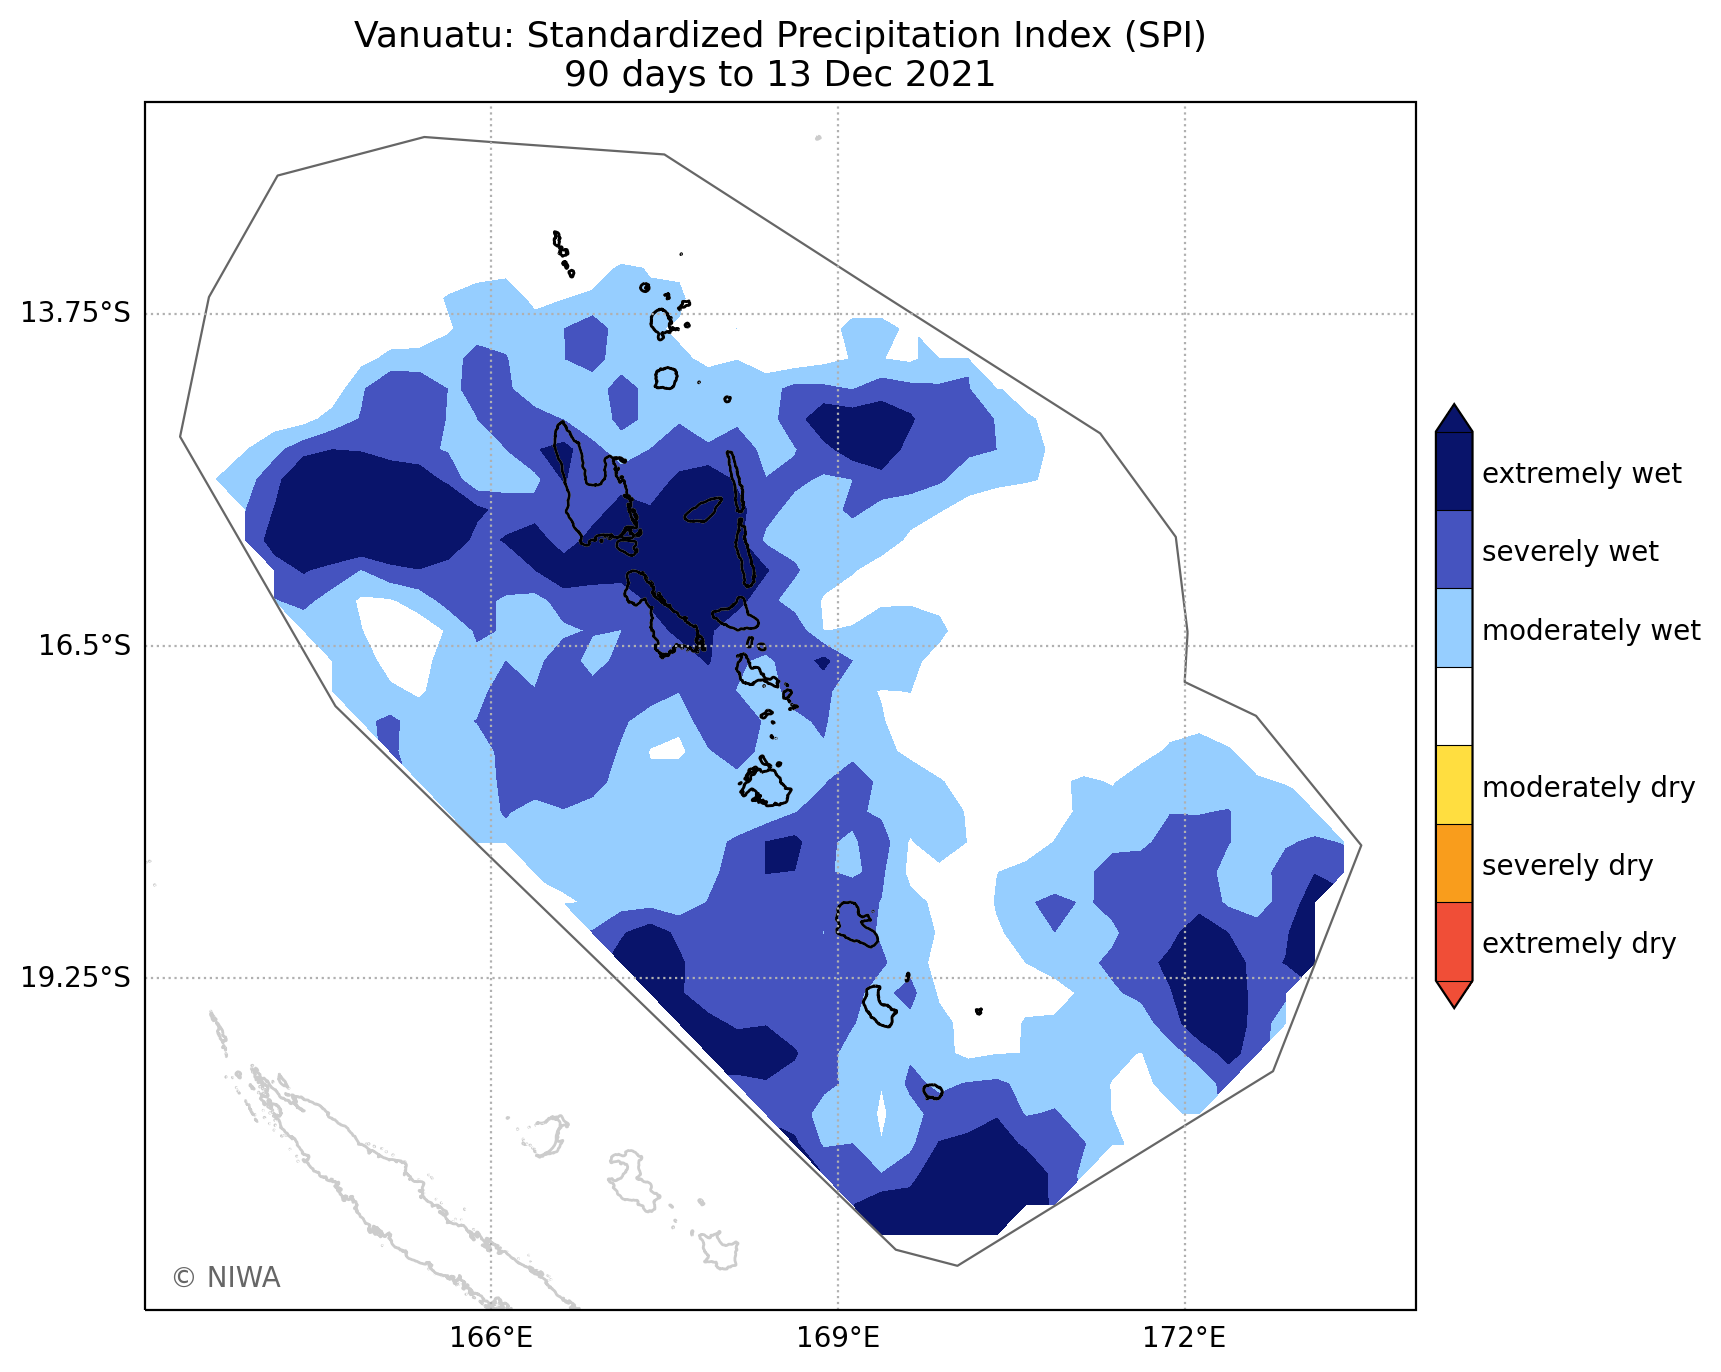 Vanuatu: Standardized Precipitation Index (SPI)
90 days to 13 Dec 2021
13.75°S
16.5°S
19.25°S
166°E
169°E
172°E
extremely wet
severely wet
moderately wet
moderately dry
severely dry
extremely dry
© NIWA